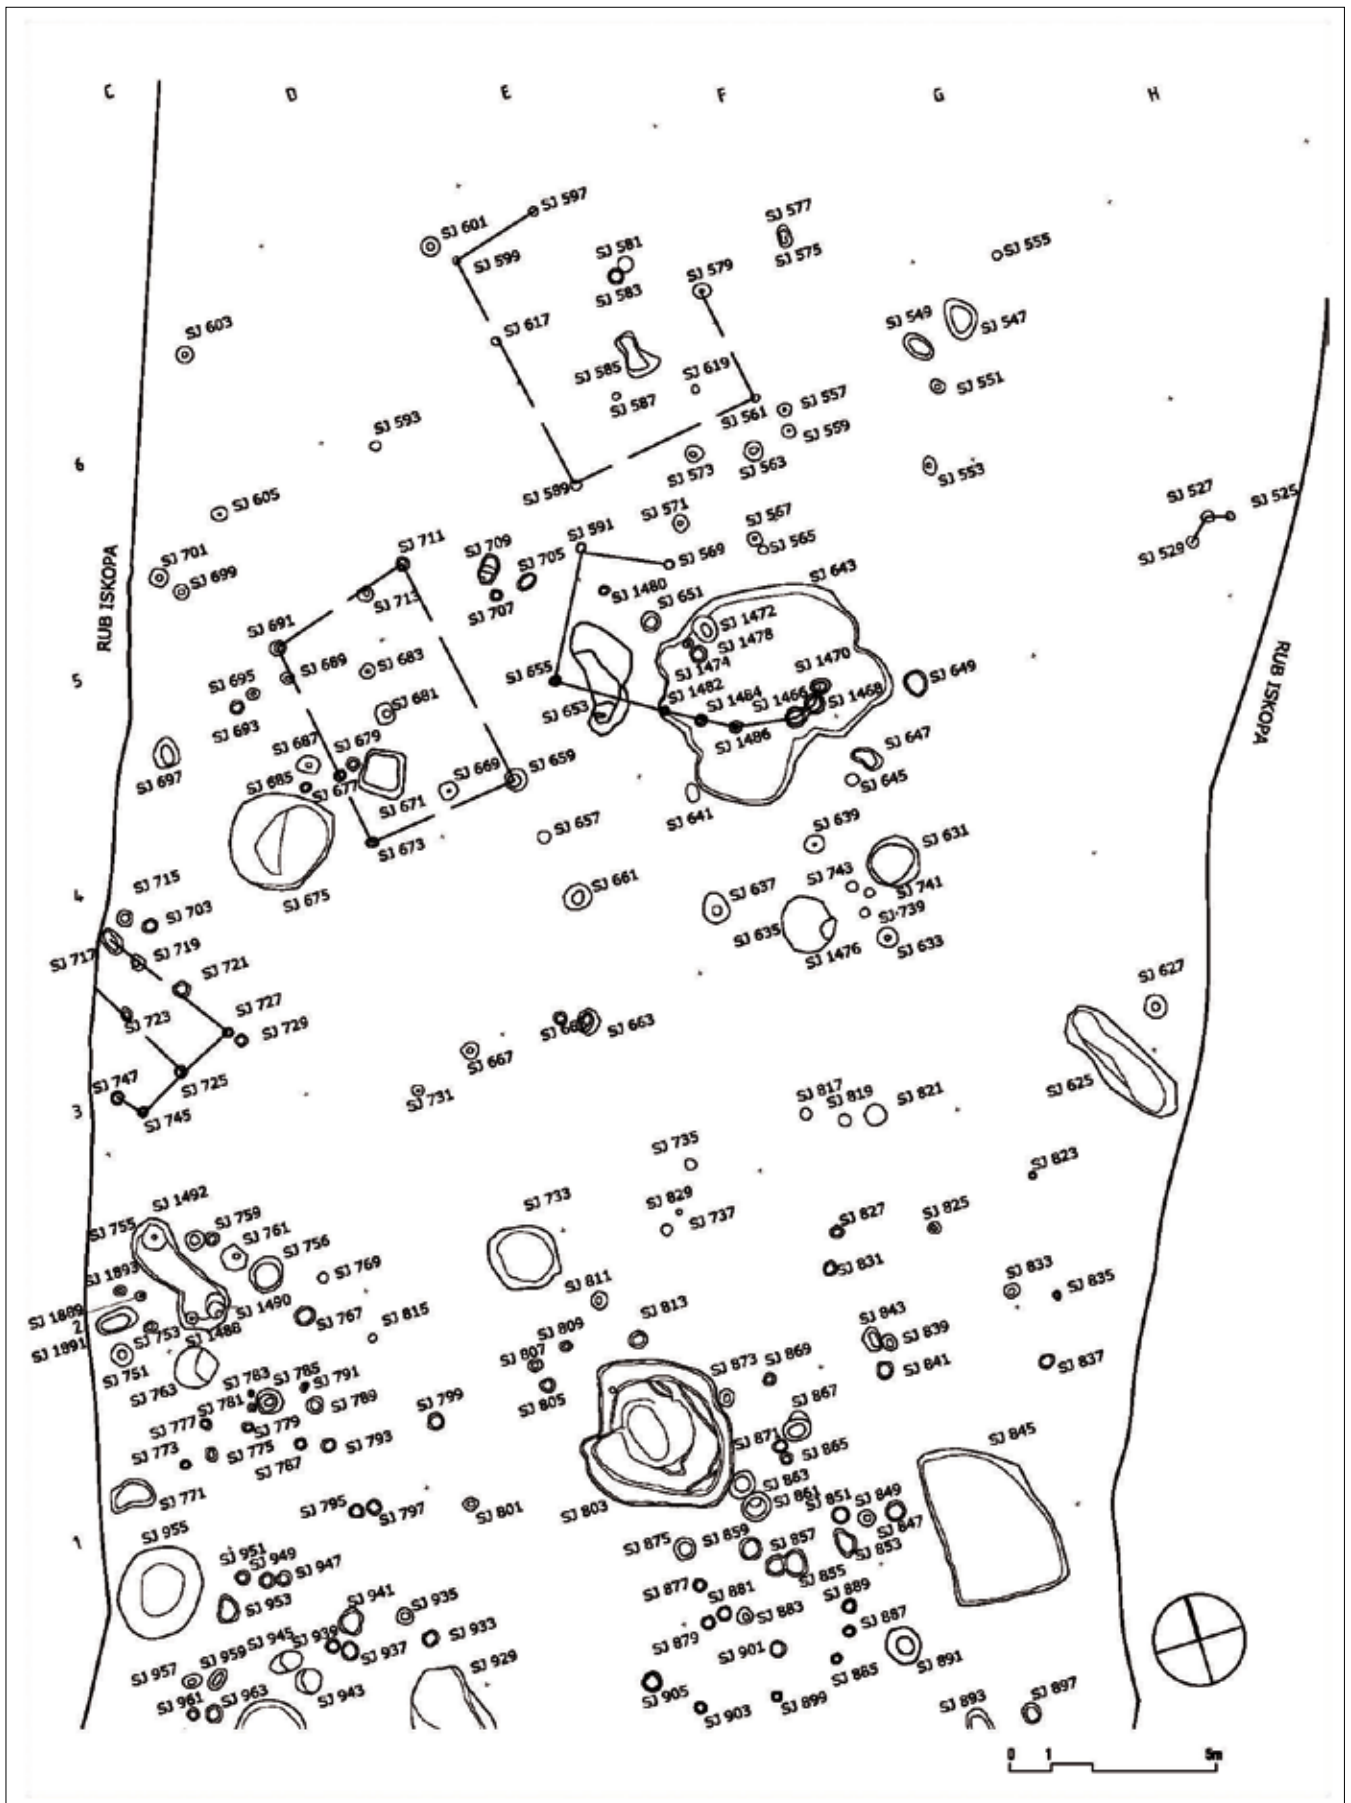 C D E F G H
SJ 597
SJ 601
SJ 577
SJ 599
SJ 581
SJ 575
SJ 555
SJ 579
SJ 583
SJ 603
SJ 617
SJ 549
SJ 547
SJ 585
SJ 619
SJ 551
SJ 587
SJ 561
SJ 557
SJ 593
SJ 559
6
SJ 573
SJ 563
SJ 553
SJ 589
SJ 605
SJ 571
SJ 527
SJ 525
SJ 567
SJ 591
SJ 565
SJ 529
SJ 711
SJ 709
SJ 569
SJ 701
SJ 705
SJ 699
SJ 643
RUB ISKOPA
SJ 713
SJ 707
SJ 1480
SJ 651
SJ 691
SJ 1472
SJ 1478
SJ 689
SJ 683
SJ 1474
SJ 1470
RUB ISKOPA
5
SJ 695
SJ 655
SJ 649
SJ 681
SJ 1482
SJ 1484
SJ 1466
SJ 1468
SJ 693
SJ 653
SJ 1486
SJ 687
SJ 679
SJ 647
SJ 697
SJ 685
SJ 677
SJ 669
SJ 659
SJ 645
SJ 671
SJ 641
SJ 673
SJ 657
SJ 639
SJ 631
SJ 715
SJ 743
4
SJ 661
SJ 637
SJ 741
SJ 703
SJ 675
SJ 635
SJ 739
SJ 717
SJ 719
SJ 1476
SJ 633
SJ 721
SJ 627
SJ 727
SJ 723
SJ 729
SJ 663
SJ 667
SJ 747
SJ 725
SJ 625
SJ 731
SJ 817
SJ 819
SJ 821
3
SJ 745
SJ 735
SJ 823
SJ 1492
SJ 733
SJ 829
SJ 755
SJ 759
SJ 737
SJ 761
SJ 827
SJ 825
SJ 756
SJ 769
SJ 831
SJ 1893
SJ 811
SJ 833
SJ 835
SJ 1889
SJ 1490
SJ 813
2
SJ 767
SJ 815
SJ 843
SJ 1891
SJ 753
SJ 1488
SJ 809
SJ 839
SJ 751
SJ 807
SJ 869
SJ 763
SJ 783
SJ 785
SJ 791
SJ 873
SJ 841
SJ 837
SJ 781
SJ 789
SJ 799
SJ 805
SJ 867
SJ 777
SJ 779
SJ 871
SJ 773
SJ 775
SJ 793
SJ 865
SJ 845
SJ 787
SJ 863
SJ 771
SJ 795
SJ 797
SJ 801
SJ 803
SJ 861
SJ 851
SJ 849
SJ 955
SJ 847
1
SJ 951
SJ 875
SJ 859
SJ 857
SJ 853
SJ 949
SJ 947
SJ 855
SJ 877
SJ 889
SJ 953
SJ 941
SJ 935
SJ 881
SJ 883
SJ 887
SJ 945
SJ 939
SJ 933
SJ 879
SJ 959
SJ 937
SJ 901
SJ 957
SJ 929
SJ 885
SJ 891
SJ 961
SJ 963
SJ 943
SJ 905
SJ 903
SJ 899
SJ 893
SJ 897
0 1 5m